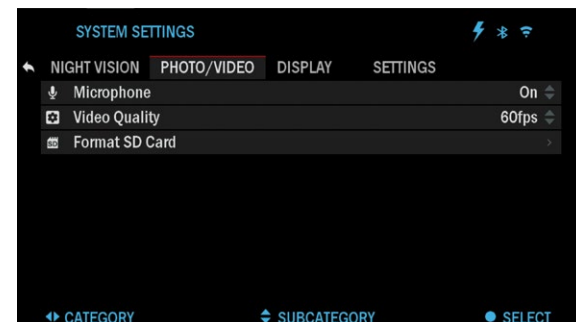 SYSTEM SETTINGS
NIGHT VISION PHOTO/VIDEO DISPLAY SETTINGS
Microphone On
Video Quality 60fps
SD Format SD Card
CATEGORY SUBCATEGORY SELECT